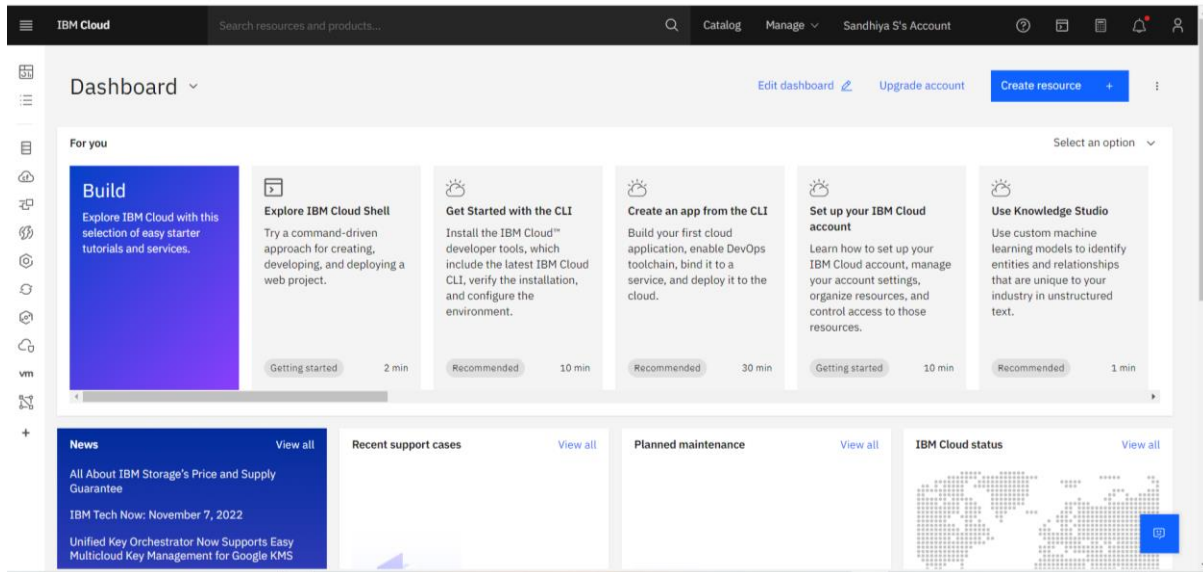 IBM Cloud
Search resources and products...
Catalog
Manage
Sandhiya S's Account
Dashboard
Edit dashboard
Upgrade account
Create resource +
For you
Select an option
Build
Explore IBM Cloud with this
selection of easy starter
tutorials and services.
Explore IBM Cloud Shell
Try a command-driven
approach for creating,
developing, and deploying a
web project.
Getting started
2 min
Get Started with the CLI
Install the IBM Cloud™
developer tools, which
include the latest IBM Cloud
CLI, verify the installation,
and configure the
environment.
Recommended
10 min
Create an app from the CLI
Build your first cloud
application, enable DevOps
toolchain, bind it to a
service, and deploy it to the
cloud.
Recommended
30 min
Set up your IBM Cloud
account
Learn how to set up your
IBM Cloud account, manage
your account settings,
organize resources, and
control access to those
resources.
Getting started
10 min
Use Knowledge Studio
Use custom machine
learning models to identify
entities and relationships
that are unique to your
industry in unstructured
text.
Recommended
1 min
vm
News
View all
All About IBM Storage's Price and Supply
Guarantee
IBM Tech Now: November 7, 2022
Unified Key Orchestrator Now Supports Easy
Multicloud Key Management for Google KMS
Recent support cases
View all
Planned maintenance
View all
IBM Cloud status
View all